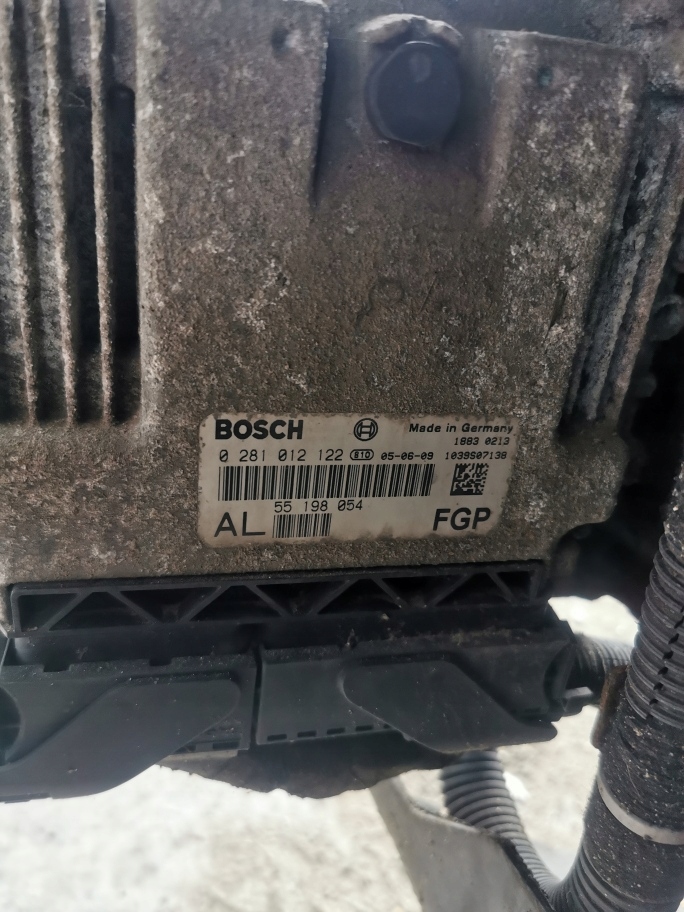 BOSCH
Made in Germany
1883 0213
0 281 012 122 E10 05-06-09 1039S07138
55 198 054
AL FGP